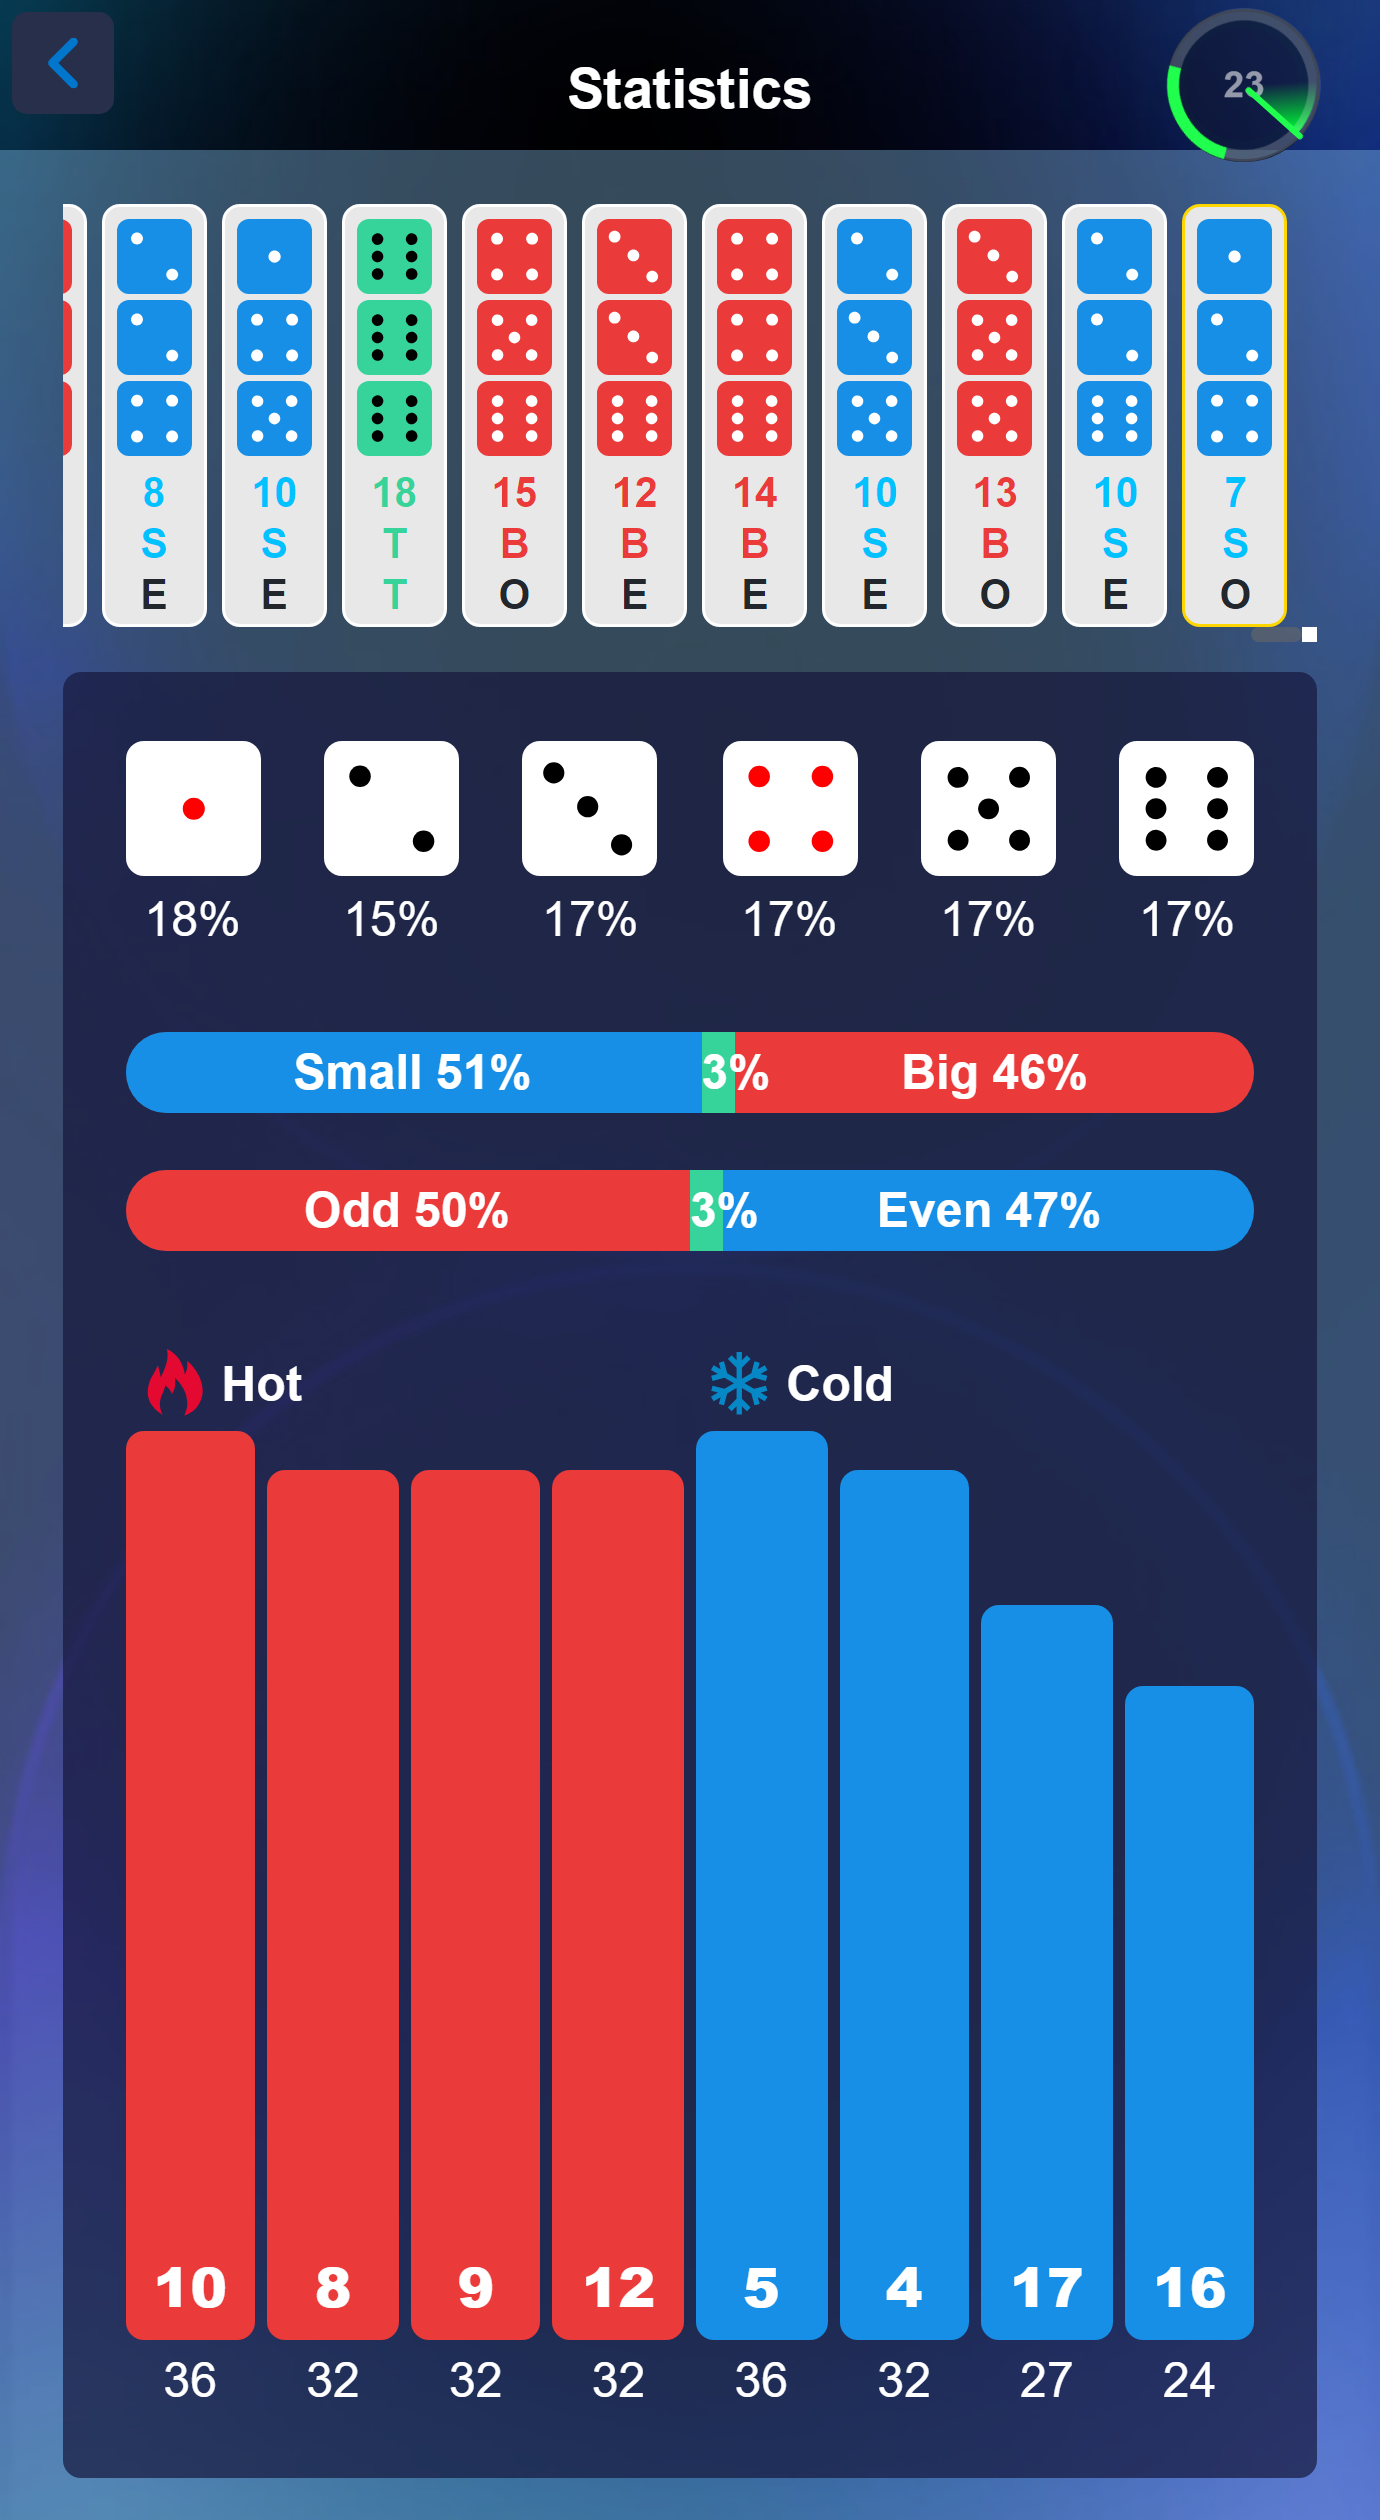 Statistics
23
8 10 18 15 12 14 10 13 10 7
S S T B B B S B S S
E E T O E E E O E O
18% 15% 17% 17% 17% 17%
Small 51% 3% Big 46%
Odd 50% 3% Even 47%
Hot Cold
10 8 9 12 5 4 17 16
36 32 32 32 36 32 27 24